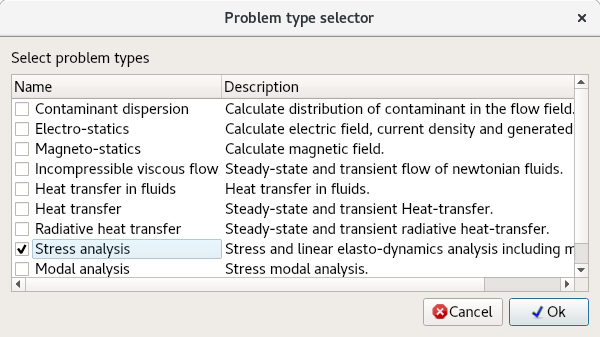 Problem type selector
Select problem types
Name Description
Contaminant dispersion Calculate distribution of contaminant in the flow field.
Electro-statics Calculate electric field, current density and generated
Magneto-statics Calculate magnetic field.
Incompressible viscous flow Steady-state and transient flow of newtonian fluids.
Heat transfer in fluids Heat transfer in fluids.
Heat transfer Steady-state and transient Heat-transfer.
Radiative heat transfer Steady-state and transient radiative heat-transfer.
Stress analysis Stress and linear elasto-dynamics analysis including m
Modal analysis Stress modal analysis.
Cancel Ok